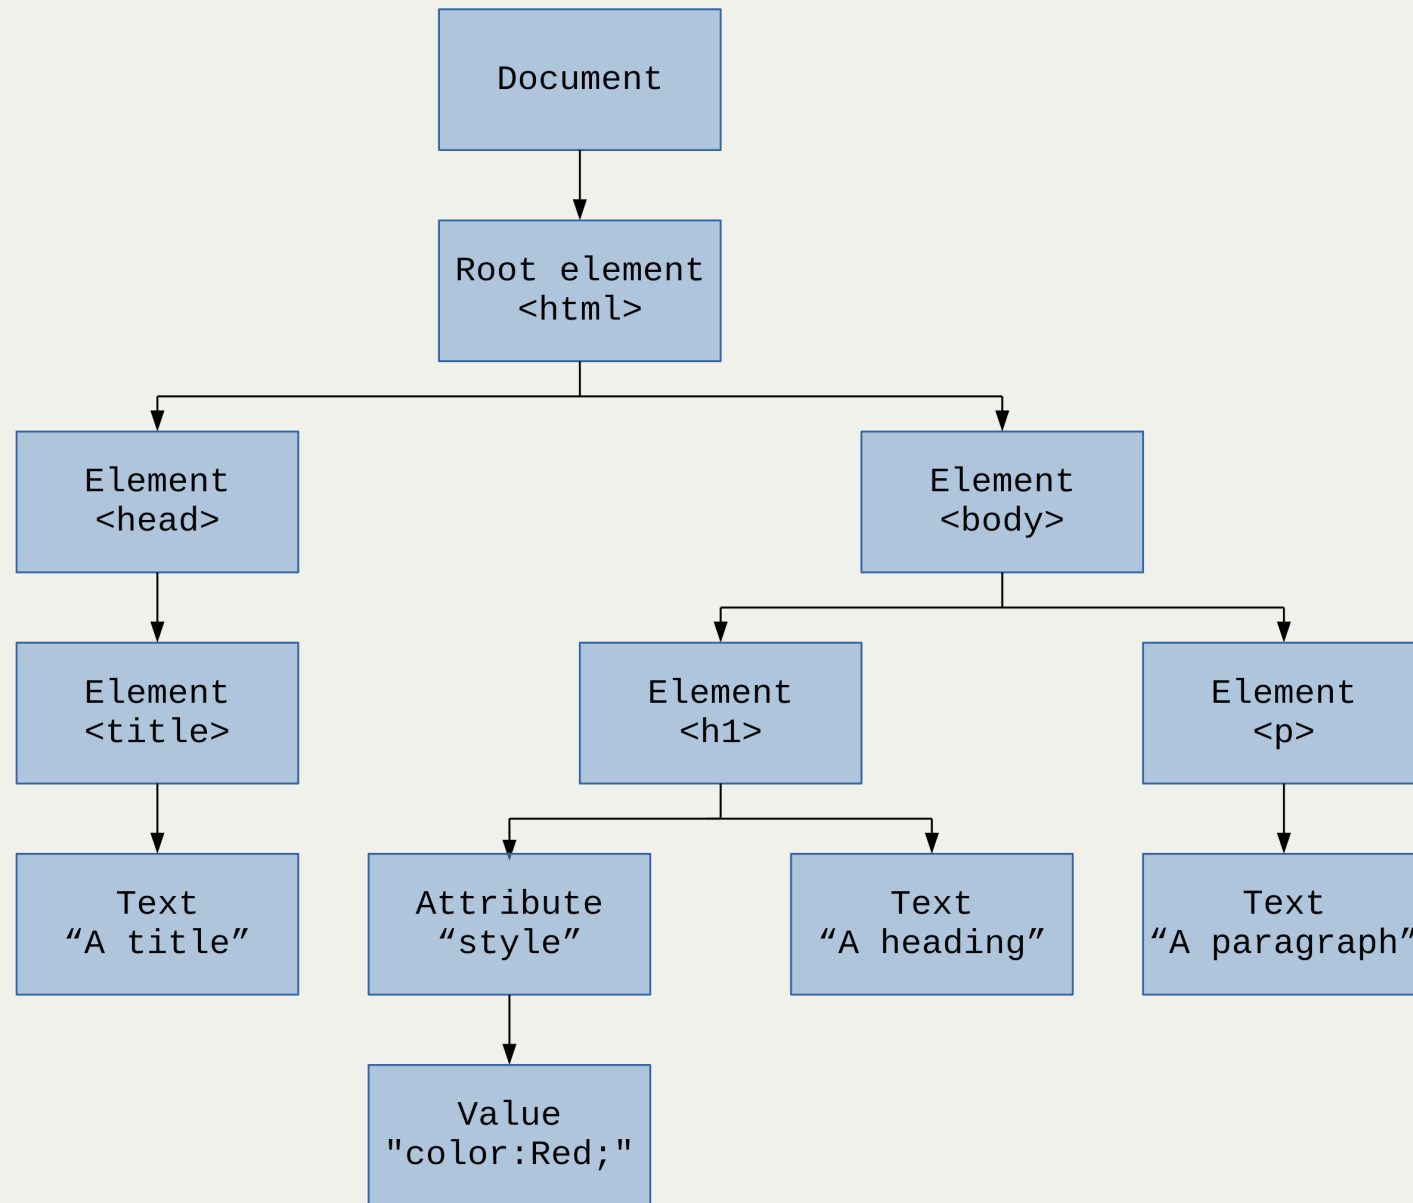 Document
Root element
<html>
Element
<head>
Element
<body>
Element
<title>
Element
<h1>
Element
<p>
Text
“A title”
Attribute
“style”
Text
“A heading”
Text
“A paragraph”
Value
"color:Red;"